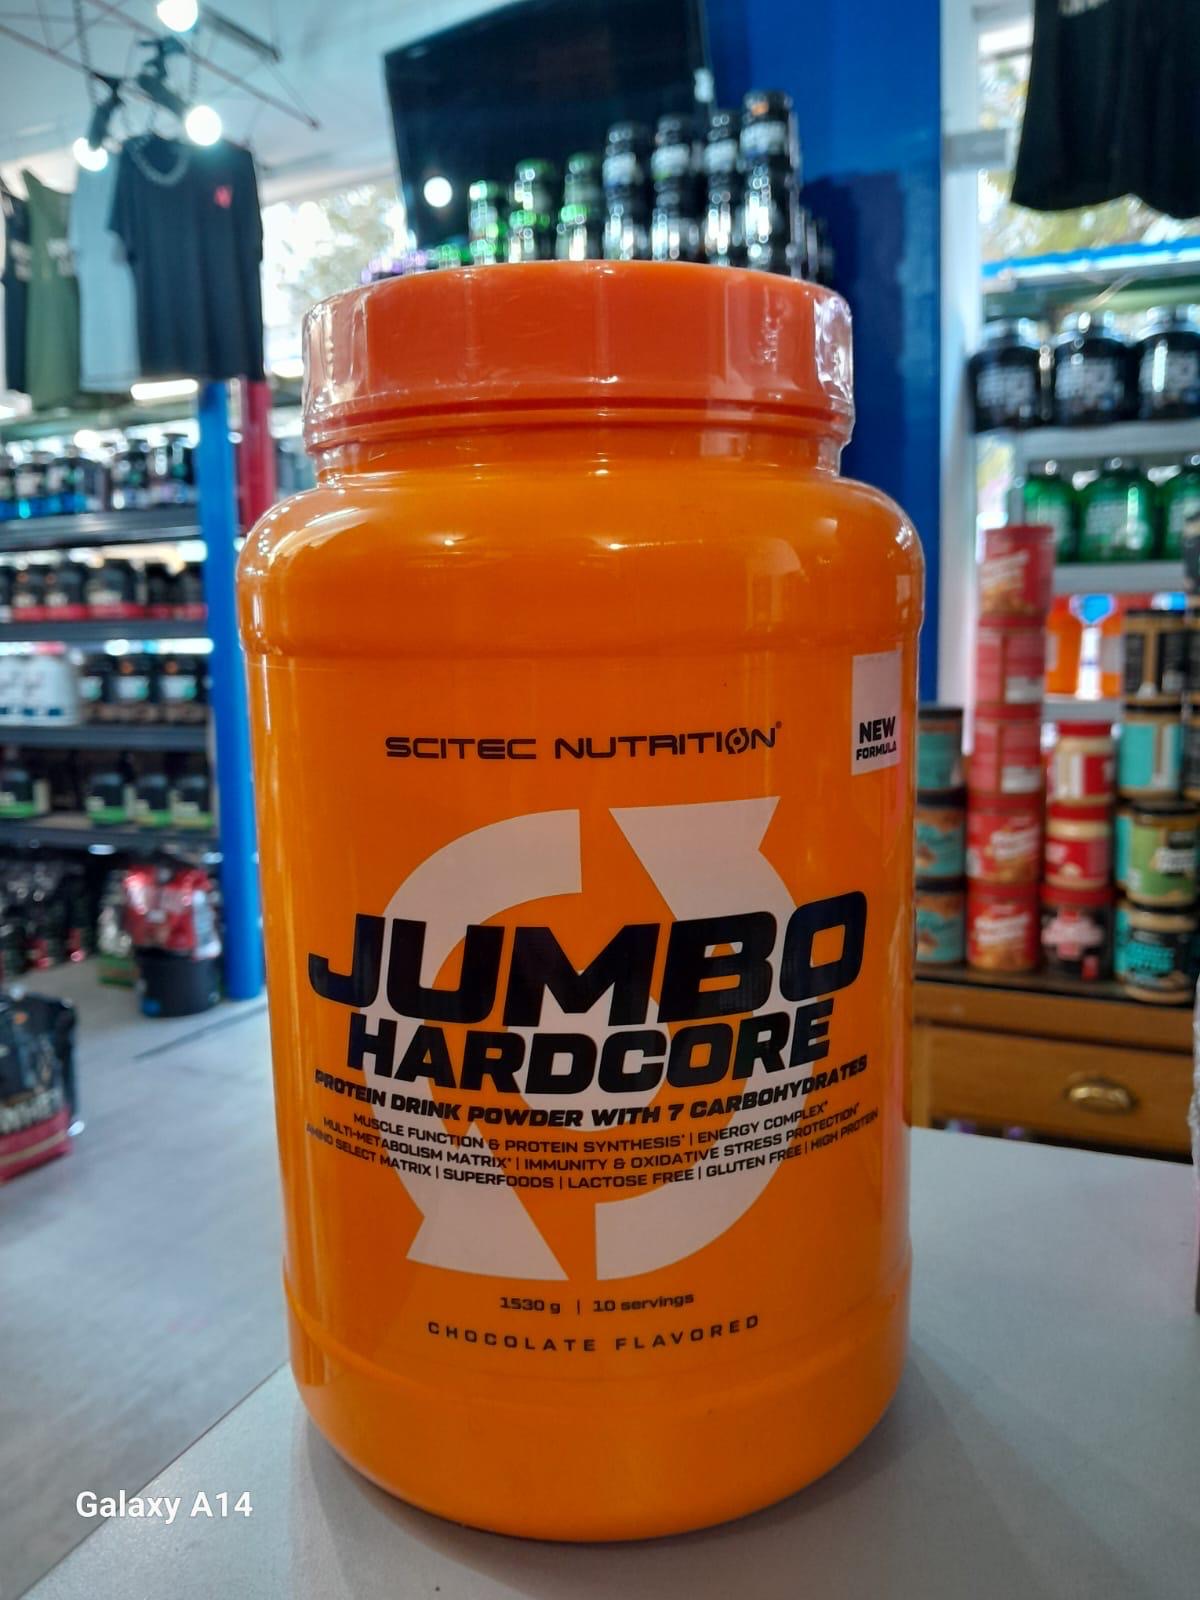 SCITEC NUTRITION®
NEW
FORMULA
JUMBO
HARDCORE
PROTEIN DRINK POWDER WITH 7 CARBOHYDRATES
MUSCLE FUNCTION & PROTEIN SYNTHESIS* | ENERGY COMPLEX*
MULTI-METABOLISM MATRIX* | IMMUNITY & OXIDATIVE STRESS PROTECTION*
AMINO SELECT MATRIX | SUPERFOODS | LACTOSE FREE | GLUTEN FREE | HIGH PROTEIN
1530 g | 10 servings
CHOCOLATE FLAVORED
Galaxy A14